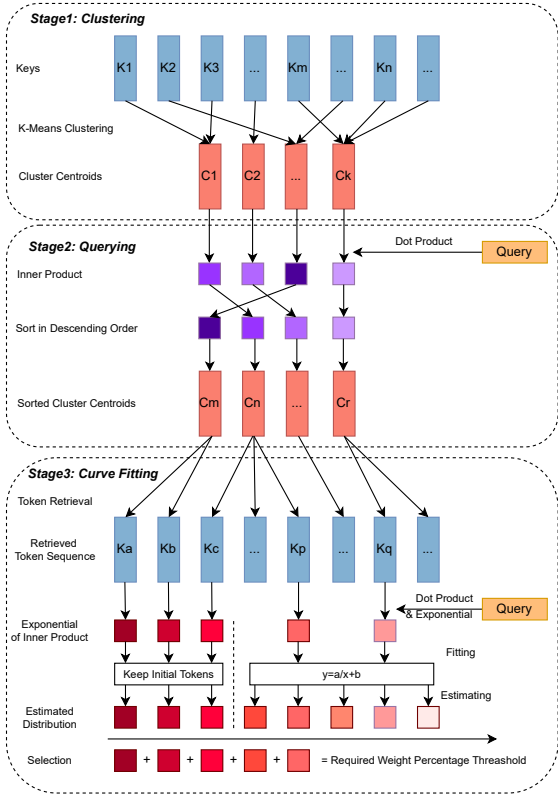 Stage1: Clustering
Keys
K1 K2 K3 ... Km ... Kn ...
K-Means Clustering
Cluster Centroids
C1 C2 ... Ck
Stage2: Querying
Dot Product
Query
Inner Product
Sort in Descending Order
Sorted Cluster Centroids
Cm Cn ... Cr
Stage3: Curve Fitting
Token Retrieval
Retrieved
Token Sequence
Ka Kb Kc ... Kp ... Kq ...
Dot Product
& Exponential
Query
Exponential
of Inner Product
Fitting
Keep Initial Tokens
y=a/x+b
Estimating
Estimated
Distribution
Selection
+ + + + = Required Weight Percentage Threashold